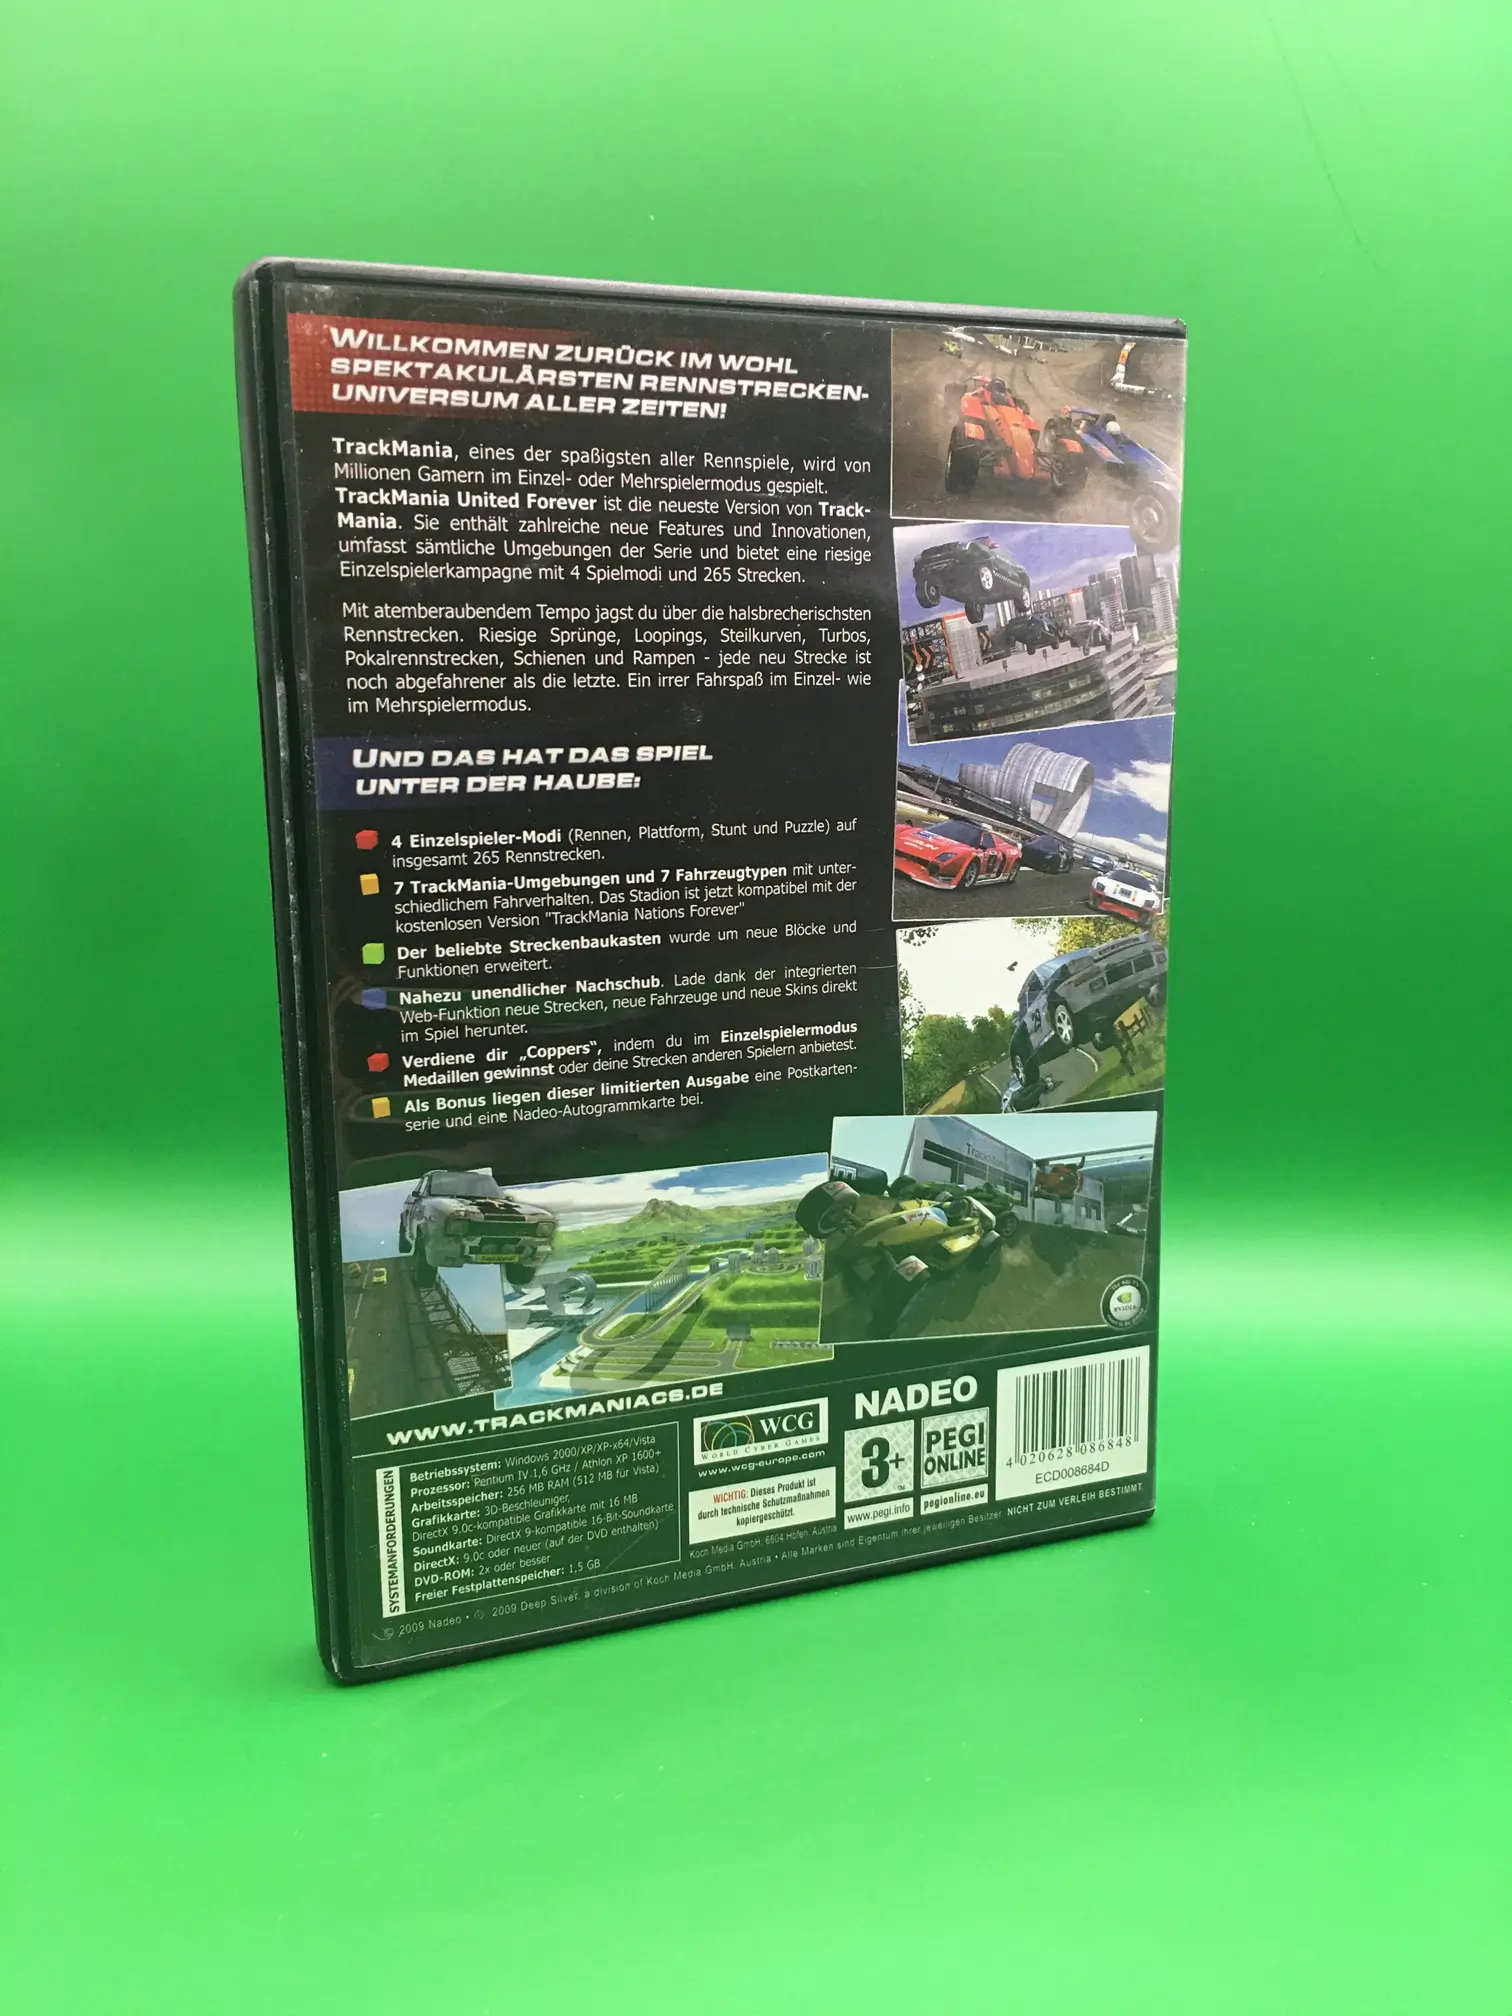 WILLKOMMEN ZURÜCK IM WOHL
SPEKTAKULÄRSTEN RENNSTRECKEN-
UNIVERSUM ALLER ZEITEN!
TrackMania, eines der spaßigsten aller Rennspiele, wird von
Millionen Gamern im Einzel- oder Mehrspielermodus gespielt.
TrackMania United Forever ist die neueste Version von Track-
Mania. Sie enthält zahlreiche neue Features und Innovationen,
umfasst sämtliche Umgebungen der Serie und bietet eine riesige
Einzelspielerkampagne mit 4 Spielmodi und 265 Strecken.
Mit atemberaubendem Tempo jagst du über die halsbrecherischsten
Rennstrecken. Riesige Sprünge, Loopings, Steilkurven, Turbos,
Pokalrennstrecken, Schienen und Rampen - jede neu Strecke ist
noch abgefahrener als die letzte. Ein irrer Fahrspaß im Einzel- wie
im Mehrspielermodus.
UND DAS HAT DAS SPIEL
UNTER DER HAUBE:
4 Einzelspieler-Modi (Rennen, Plattform, Stunt und Puzzle) auf
insgesamt 265 Rennstrecken.
7 TrackMania-Umgebungen und 7 Fahrzeugtypen mit unter-
schiedlichem Fahrverhalten. Das Stadion ist jetzt kompatibel mit der
kostenlosen Version "TrackMania Nations Forever"
Der beliebte Streckenbaukasten wurde um neue Blöcke und
Funktionen erweitert.
Nahezu unendlicher Nachschub. Lade dank der integrierten
Web-Funktion neue Strecken, neue Fahrzeuge und neue Skins direkt
im Spiel herunter.
Verdiene dir „Coppers“, indem du im Einzelspielermodus
Medaillen gewinnst oder deine Strecken anderen Spielern anbietest.
Als Bonus liegen dieser limitierten Ausgabe eine Postkarten-
serie und eine Nadeo-Autogrammkarte bei.
NVIDIA
WWW.TRACKMANIACS.DE
SYSTEMANFORDERUNGEN
Betriebssystem: Windows 2000/XP/XP-x64/Vista
Prozessor: Pentium IV 1,6 GHz / Athlon XP 1600+
Arbeitsspeicher: 256 MB RAM (512 MB für Vista)
Grafikkarte: 3D-Beschleuniger,
DirectX 9.0c-kompatible Grafikkarte mit 16 MB
Soundkarte: DirectX 9-kompatible 16-Bit-Soundkarte
DirectX: 9.0c oder neuer (auf der DVD enthalten)
DVD-ROM: 2x oder besser
Freier Festplattenspeicher: 1,5 GB
WCG
WORLD CYBER GAMES
www.wcg-europe.com
WICHTIG: Dieses Produkt ist
durch technische Schutzmaßnahmen
kopiergeschützt.
NADEO
3+
www.pegi.info
PEGI
ONLINE
pegionline.eu
4 020628 086848
ECD008684D
NICHT ZUM VERLEIH BESTIMMT.
Koch Media GmbH, 6604 Höfen, Austria
© 2009 Nadeo • © 2009 Deep Silver, a division of Koch Media GmbH, Austria • Alle Marken sind Eigentum ihrer jeweiligen Besitzer.